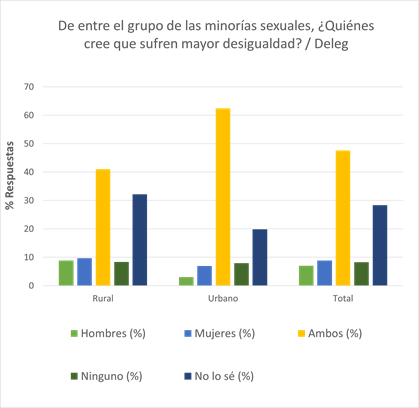 De entre el grupo de las minorías sexuales, ¿Quiénes
cree que sufren mayor desigualdad? / Deleg
% Respuestas
70
60
50
40
30
20
10
0
Rural Urbano Total
Hombres (%) Mujeres (%) Ambos (%)
Ninguno (%) No lo sé (%)